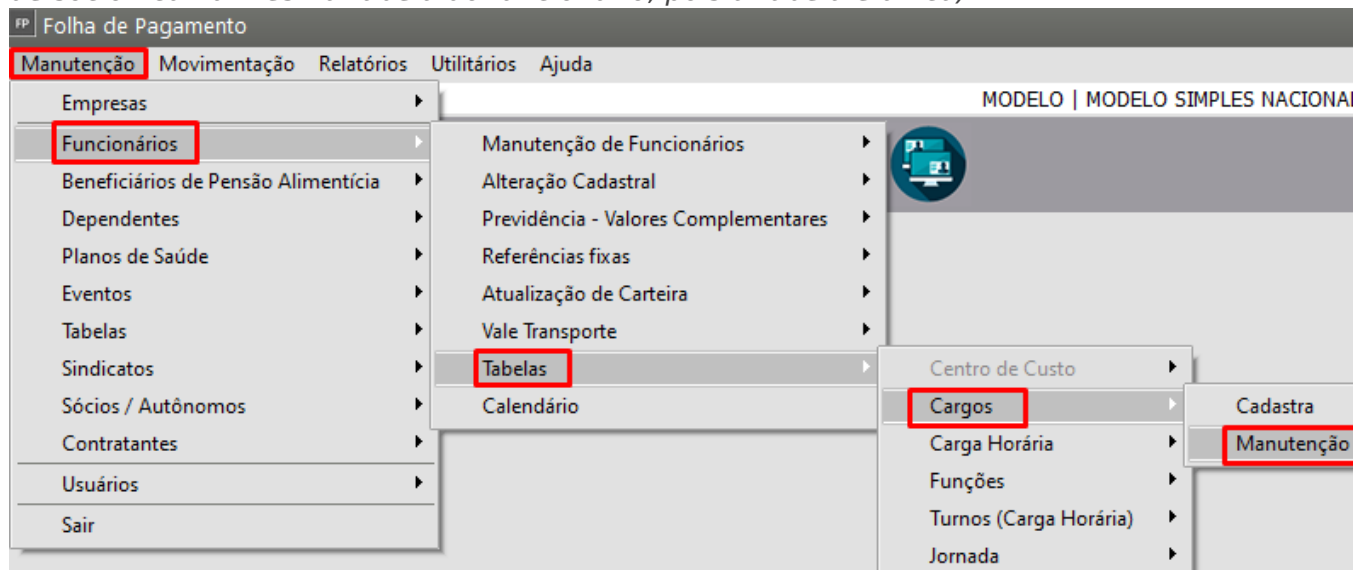 FP Folha de Pagamento
Manutenção Movimentação Relatórios Utilitários Ajuda
MODELO | MODELO SIMPLES NACIONAL
Empresas
Funcionários
Beneficiários de Pensão Alimentícia
Dependentes
Planos de Saúde
Eventos
Tabelas
Sindicatos
Sócios / Autônomos
Contratantes
Usuários
Sair
Manutenção de Funcionários
Alteração Cadastral
Previdência - Valores Complementares
Referências fixas
Atualização de Carteira
Vale Transporte
Tabelas
Calendário
Centro de Custo
Cargos
Carga Horária
Funções
Turnos (Carga Horária)
Jornada
Cadastra
Manutenção